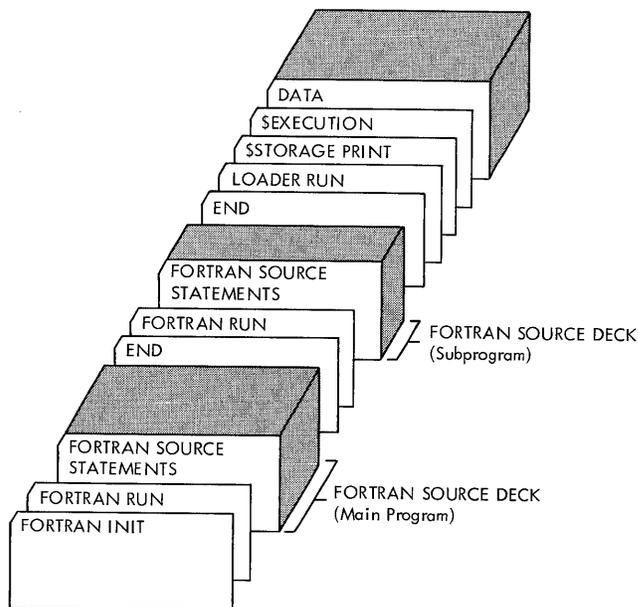 DATA
$EXECUTION
$STORAGE PRINT
LOADER RUN
END
FORTRAN SOURCE
STATEMENTS
FORTRAN RUN
END
FORTRAN SOURCE DECK
(Subprogram)
FORTRAN SOURCE
STATEMENTS
FORTRAN RUN
FORTRAN INIT
FORTRAN SOURCE DECK
(Main Program)